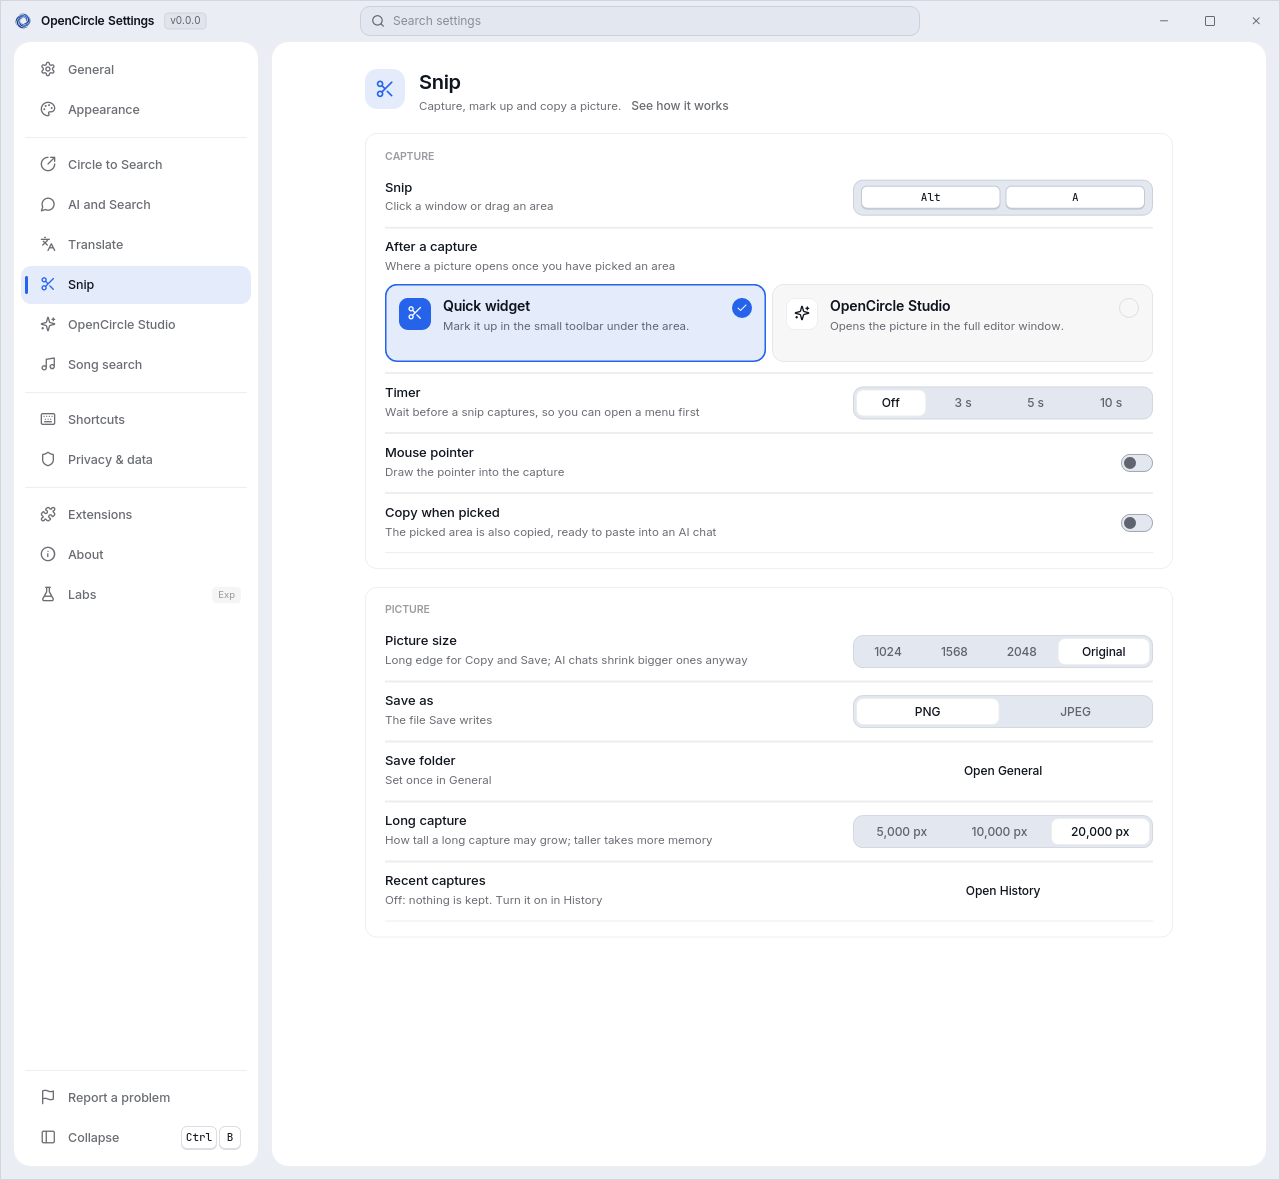 OpenCircle Settings v0.0.0
Search settings
General
Appearance
Circle to Search
AI and Search
Translate
Snip
OpenCircle Studio
Song search
Shortcuts
Privacy & data
Extensions
About
Labs Exp
Report a problem
Collapse Ctrl B
Snip
Capture, mark up and copy a picture. See how it works
CAPTURE
Snip
Click a window or drag an area
Alt A
After a capture
Where a picture opens once you have picked an area
Quick widget
Mark it up in the small toolbar under the area.
OpenCircle Studio
Opens the picture in the full editor window.
Timer
Wait before a snip captures, so you can open a menu first
Off 3 s 5 s 10 s
Mouse pointer
Draw the pointer into the capture
Copy when picked
The picked area is also copied, ready to paste into an AI chat
PICTURE
Picture size
Long edge for Copy and Save; AI chats shrink bigger ones anyway
1024 1568 2048 Original
Save as
The file Save writes
PNG JPEG
Save folder
Set once in General
Open General
Long capture
How tall a long capture may grow; taller takes more memory
5,000 px 10,000 px 20,000 px
Recent captures
Off: nothing is kept. Turn it on in History
Open History